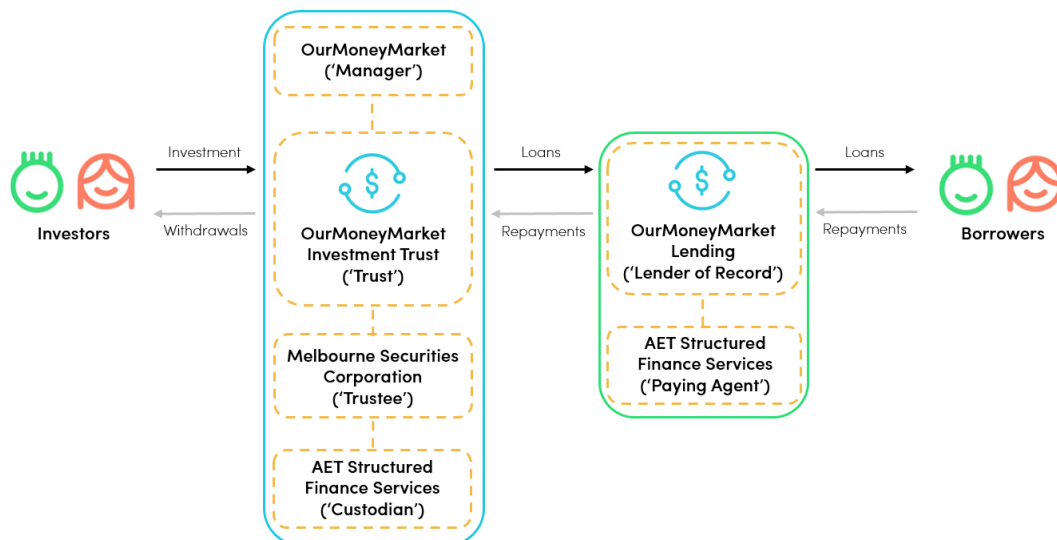 OurMoneyMarket
(‘Manager’)
Investment
Withdrawals
Investors
$
OurMoneyMarket
Investment Trust
(‘Trust’)
Melbourne Securities
Corporation
(‘Trustee’)
AET Structured
Finance Services
(‘Custodian’)
Loans
Repayments
$
OurMoneyMarket
Lending
(‘Lender of Record’)
AET Structured
Finance Services
(‘Paying Agent’)
Loans
Repayments
Borrowers